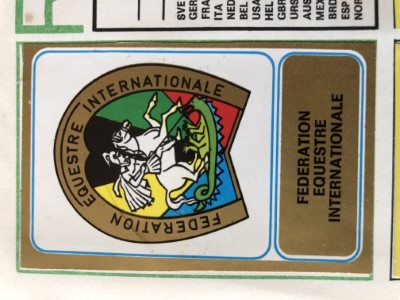 SVE
GER
FRA
ITA
NED
BEL
USA
HEL
GBR
URS
AUS
MEX
BRD
ESP
NOR
FEDERATION EQUESTRE INTERNATIONALE
FEDERATION
EQUESTRE
INTERNATIONALE